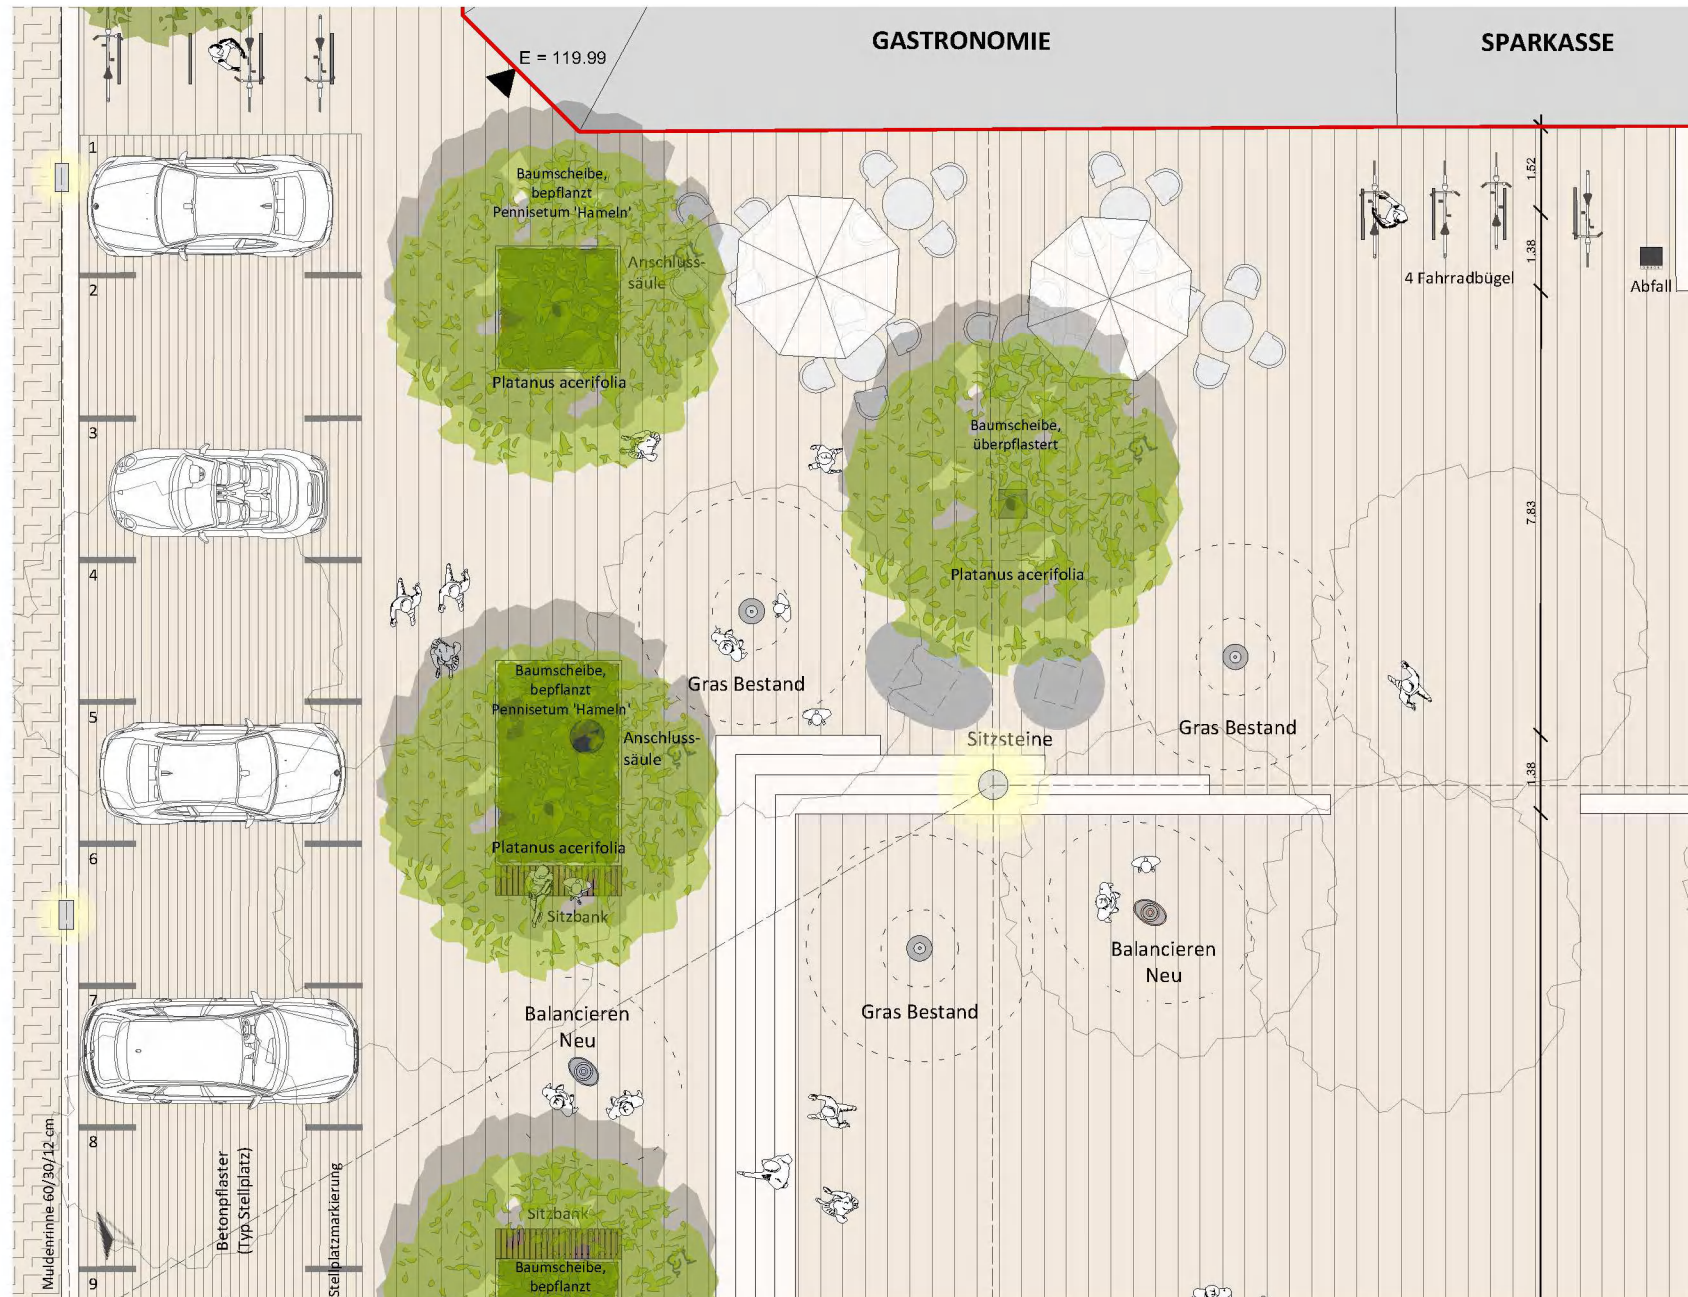 GASTRONOMIE
SPARKASSE
E = 119.99
1
Baumscheibe,
bepflanzt
Pennisetum 'Hameln'
1.52
1.38
Anschluss-
säule
4 Fahrradbügel
Abfall
2
Platanus acerifolia
3
Baumscheibe,
überpflastert
7.83
4
Platanus acerifolia
Baumscheibe,
bepflanzt
Pennisetum 'Hameln'
Gras Bestand
5
Anschluss-
säule
Sitzsteine
Gras Bestand
1.38
6
Platanus acerifolia
Sitzbank
Balancieren
Neu
7
Balancieren
Neu
Gras Bestand
8
Muldenrinne 60/30/12 cm
Betonpflaster
(Typ Stellplatz)
Stellplatzmarkierung
Sitzbank
9
Baumscheibe,
bepflanzt